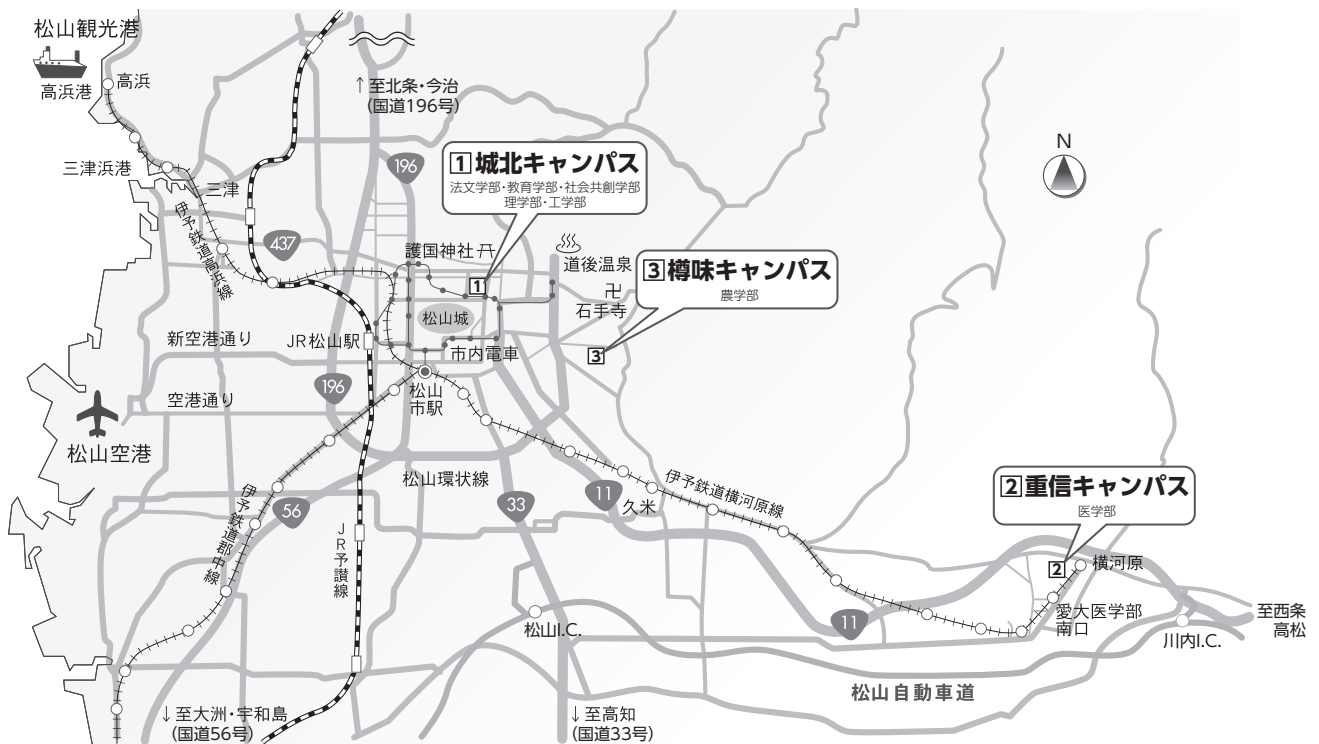 松山観光港
高浜
高浜港
↑至北条・今治
(国道196号)
N
三津浜港
三津
196
1 城北キャンパス
法文学部・教育学部・社会共創学部
理学部・工学部
伊予鉄道高浜線
437
護国神社
道後温泉
卍
石手寺
3 樽味キャンパス
農学部
1
松山城
新空港通り
JR松山駅
市内電車
3
196
空港通り
松山
市駅
松山空港
松山環状線
伊予鉄道横河原線
2 重信キャンパス
医学部
伊予鉄道郡中線
56
33
11
久米
JR予讃線
2
横河原
愛大医学部
南口
至西条
高松
松山I.C.
11
川内I.C.
松山自動車道
↓至大洲・宇和島
(国道56号)
↓至高知
(国道33号)